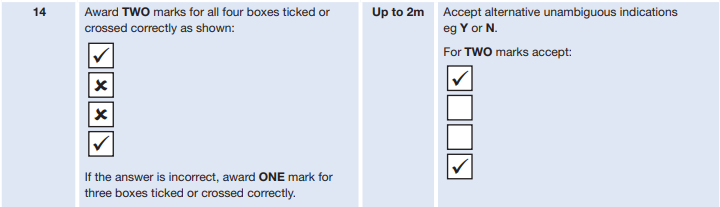 14
Award TWO marks for all four boxes ticked or
crossed correctly as shown:
✓
✗
✗
✓
If the answer is incorrect, award ONE mark for
three boxes ticked or crossed correctly.
Up to 2m
Accept alternative unambiguous indications
eg Y or N.
For TWO marks accept:
✓
✓